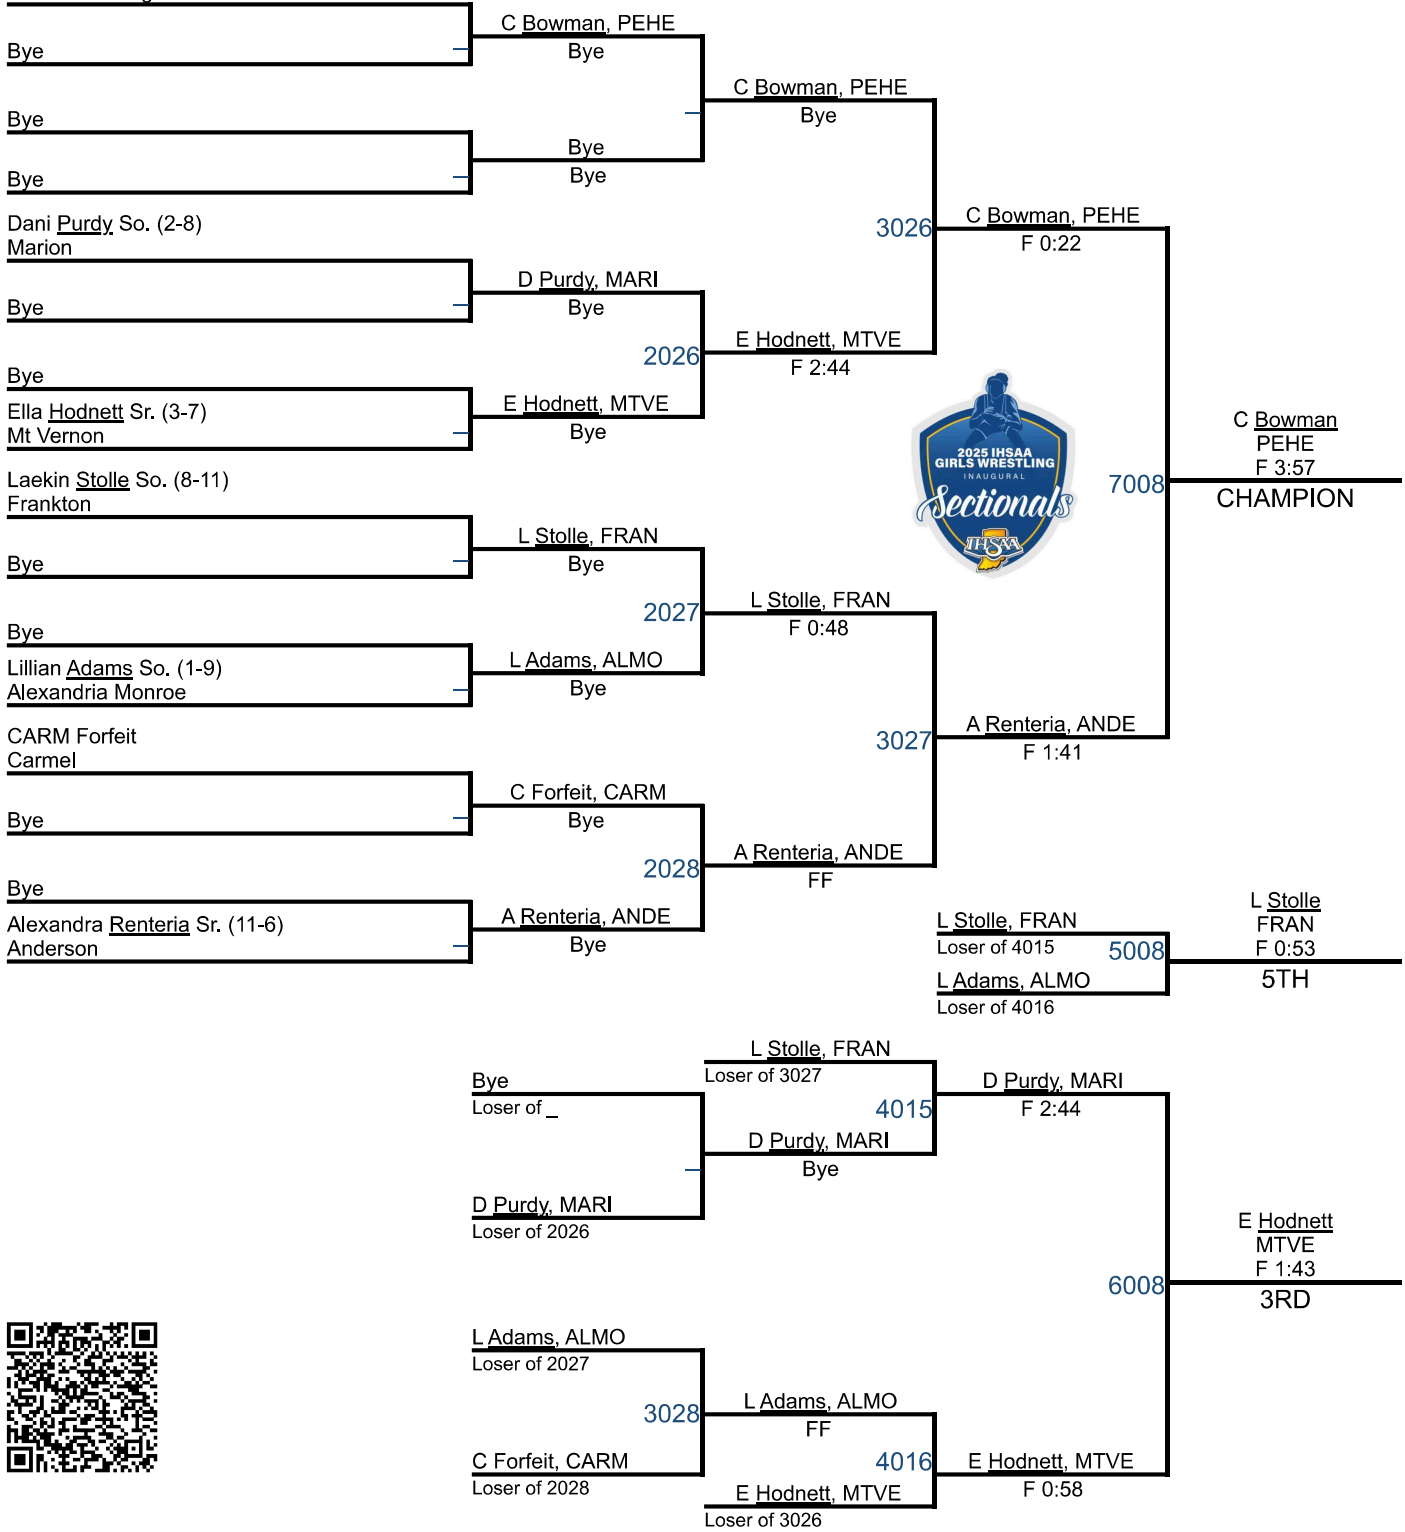 C Bowman, PEHE
Bye
Bye
C Bowman, PEHE
Bye
Bye
Bye
Bye
Bye
Dani Purdy So. (2-8)
Marion
3026
C Bowman, PEHE
F 0:22
D Purdy, MARI
Bye
Bye
2026
E Hodnett, MTVE
F 2:44
Bye
Ella Hodnett Sr. (3-7)
Mt Vernon
E Hodnett, MTVE
Bye
2025 IHSAA
GIRLS WRESTLING
INAUGURAL
Sectionals
IHSAA
7008
C Bowman
PEHE
F 3:57
CHAMPION
Laekin Stolle So. (8-11)
Frankton
L Stolle, FRAN
Bye
Bye
2027
L Stolle, FRAN
F 0:48
Bye
Lillian Adams So. (1-9)
Alexandria Monroe
L Adams, ALMO
Bye
3027
A Renteria, ANDE
F 1:41
CARM Forfeit
Carmel
C Forfeit, CARM
Bye
Bye
2028
A Renteria, ANDE
FF
Bye
Alexandra Renteria Sr. (11-6)
Anderson
A Renteria, ANDE
Bye
L Stolle, FRAN
Loser of 4015
5008
L Adams, ALMO
Loser of 4016
L Stolle
FRAN
F 0:53
5TH
L Stolle, FRAN
Loser of 3027
Bye
Loser of _
4015
D Purdy, MARI
F 2:44
D Purdy, MARI
Bye
D Purdy, MARI
Loser of 2026
6008
E Hodnett
MTVE
F 1:43
3RD
L Adams, ALMO
Loser of 2027
3028
L Adams, ALMO
FF
C Forfeit, CARM
Loser of 2028
4016
E Hodnett, MTVE
F 0:58
E Hodnett, MTVE
Loser of 3026